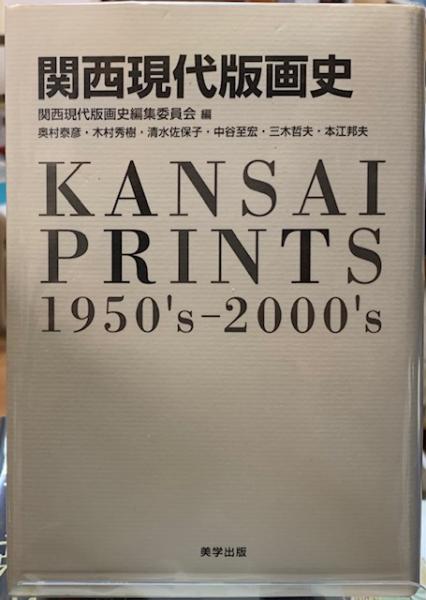 関西現代版画史
関西現代版画史編集委員会 編
奥村泰彦・木村秀樹・清水佐保子・中谷至宏・三木哲夫・本江邦夫
KANSAI
PRINTS
1950's–2000's
美学出版